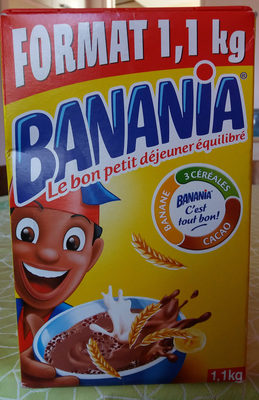 FORMAT 1,1 kg
BANANIA®
Le bon petit déjeuner équilibré
3 CÉRÉALES
BANANE
BANANIA
C'est
tout bon!
CACAO
1.1kg